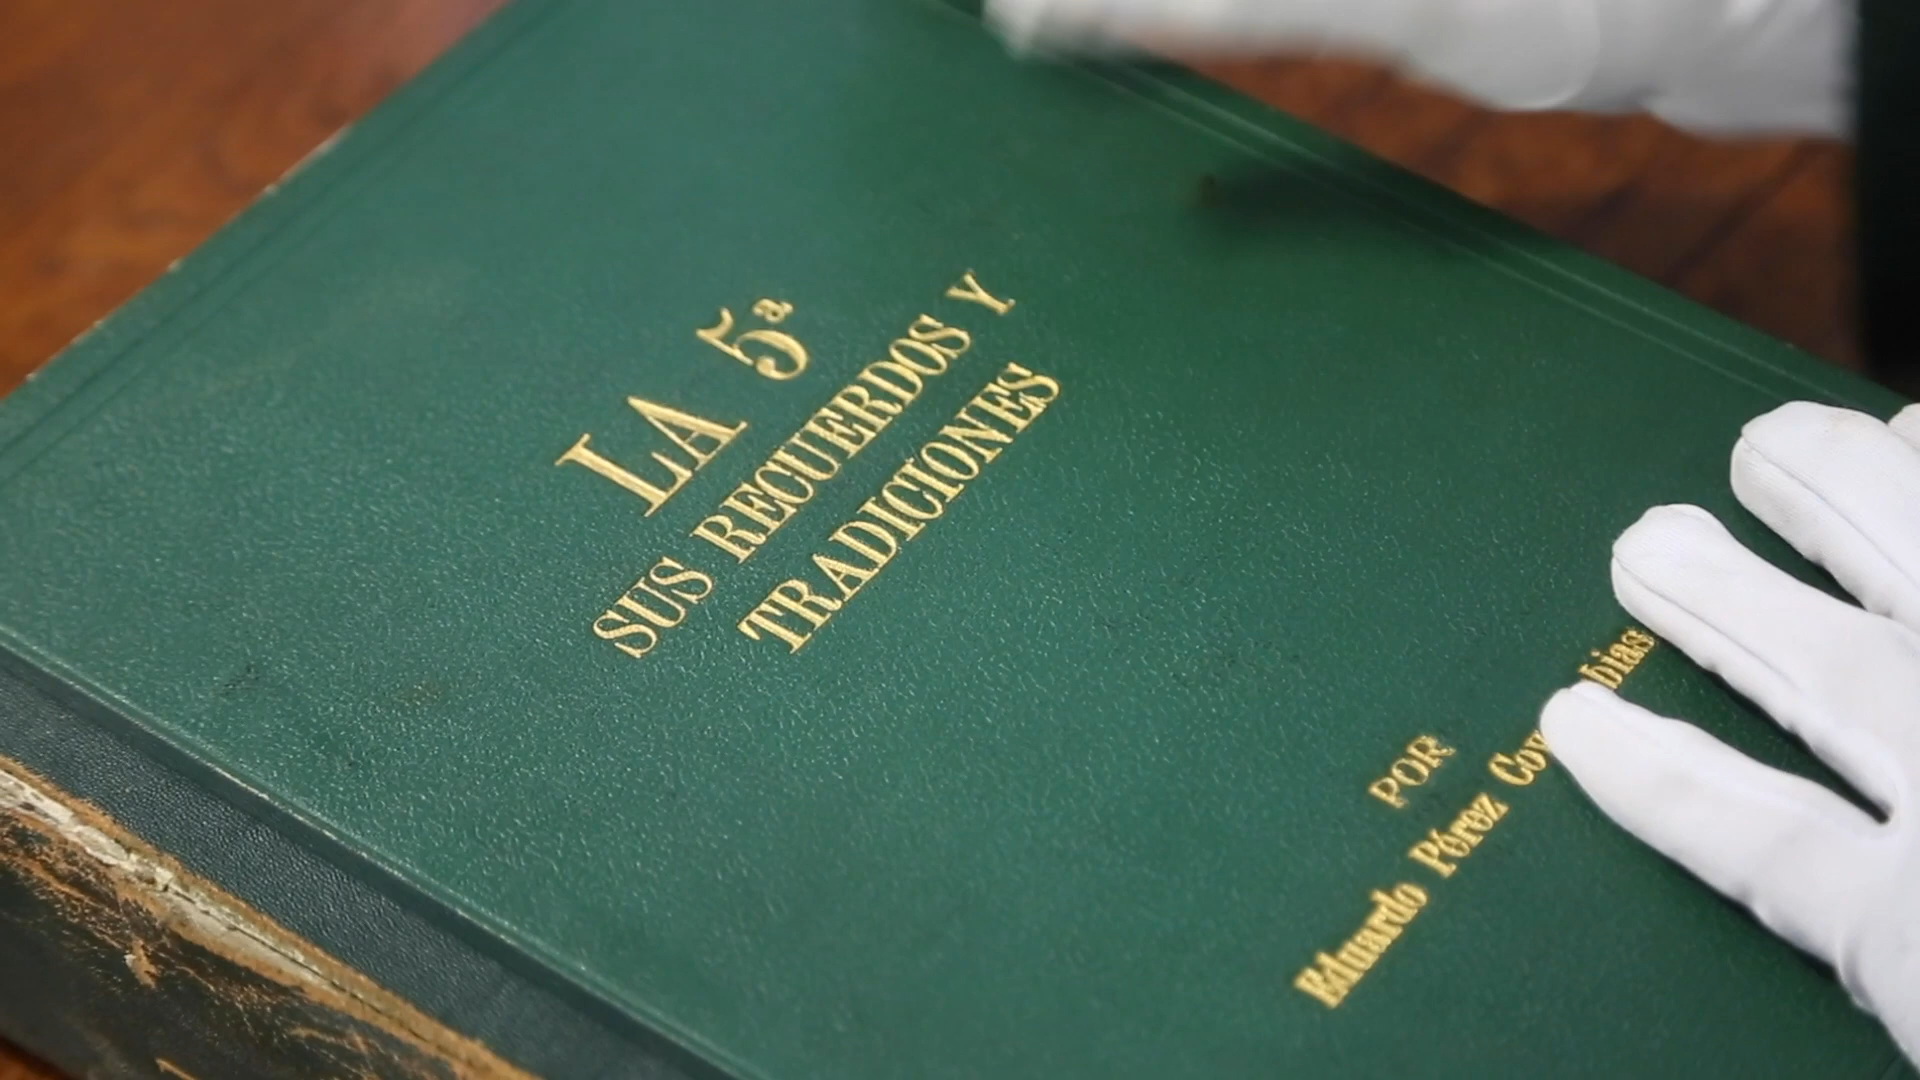 LA 5ª
SUS RECUERDOS Y
TRADICIONES
POR
Eduardo Pérez